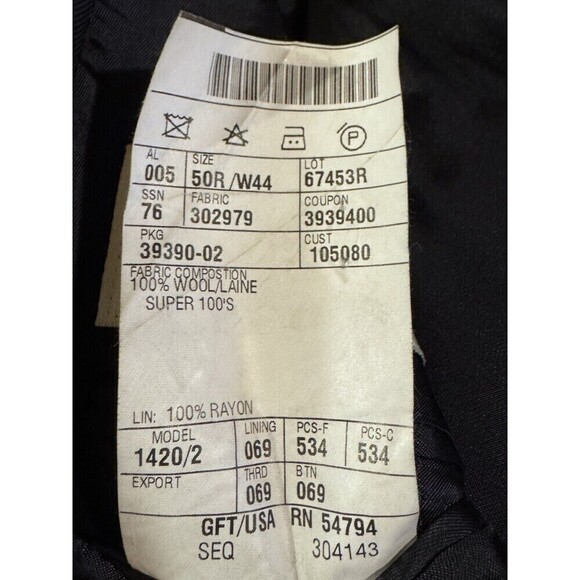 P
AL SIZE LOT
005 50R/W44 67453R
SSN FABRIC COUPON
76 302979 3939400
PKG CUST
39390-02 105080
FABRIC COMPOSTION
100% WOOL/LAINE
SUPER 100'S
LIN: 100% RAYON
MODEL LINING PCS-F PCS-C
1420/2 069 534 534
EXPORT THRD BTN
069 069
GFT/USA RN 54794
SEQ 304143